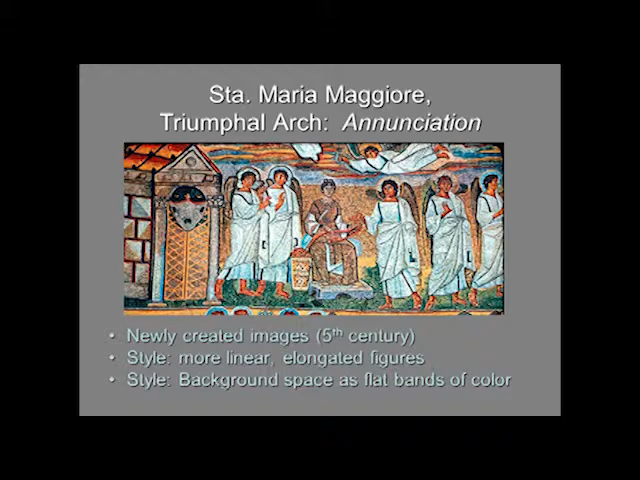 Sta. Maria Maggiore,
Triumphal Arch: Annunciation
• Newly created images (5th century)
• Style: more linear, elongated figures
• Style: Background space as flat bands of color